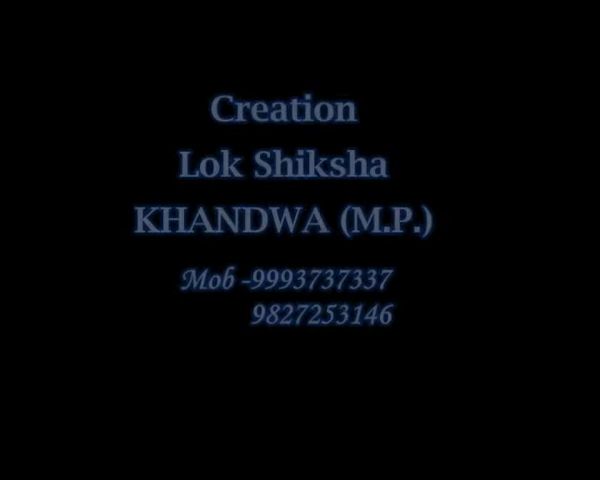 Creation
Lok Shiksha
KHANDWA (M.P.)
Mob -9993737337
9827253146